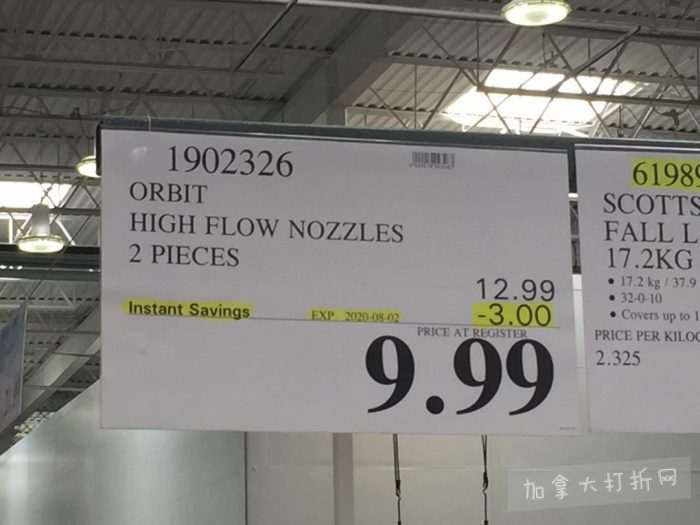 1902326
ORBIT
HIGH FLOW NOZZLES
2 PIECES
12.99
Instant Savings EXP. 2020-08-02 -3.00
PRICE AT REGISTER
9.99
61989
SCOTTS
FALL L
17.2KG
• 17.2 kg / 37.9
• 32-0-10
• Covers up to 1
PRICE PER KILOG
2.325
加拿大打折网